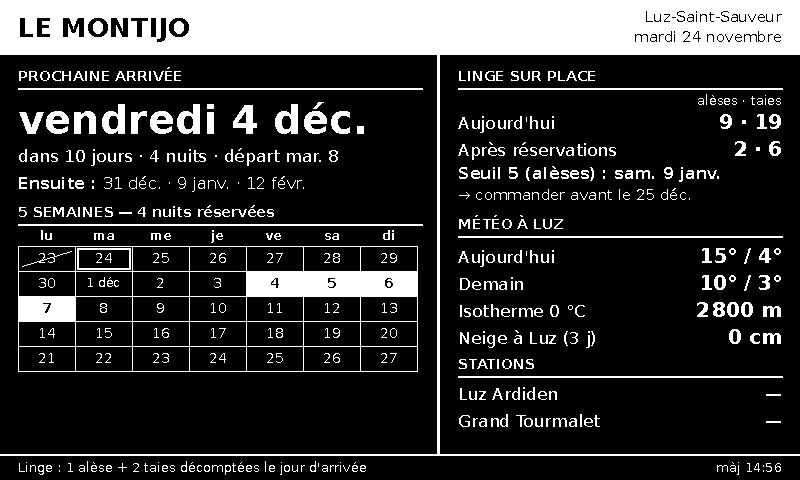 LE MONTIJO
Luz-Saint-Sauveur
mardi 24 novembre
PROCHAINE ARRIVÉE
vendredi 4 déc.
dans 10 jours · 4 nuits · départ mar. 8
Ensuite : 31 déc. · 9 janv. · 12 févr.
5 SEMAINES — 4 nuits réservées
lu ma me je ve sa di
23 24 25 26 27 28 29
30 1 déc 2 3 4 5 6
7 8 9 10 11 12 13
14 15 16 17 18 19 20
21 22 23 24 25 26 27
LINGE SUR PLACE
alèses · taies
Aujourd'hui 9 · 19
Après réservations 2 · 6
Seuil 5 (alèses) : sam. 9 janv.
→ commander avant le 25 déc.
MÉTÉO À LUZ
Aujourd'hui 15° / 4°
Demain 10° / 3°
Isotherme 0 °C 2800 m
Neige à Luz (3 j) 0 cm
STATIONS
Luz Ardiden —
Grand Tourmalet —
Linge : 1 alèse + 2 taies décomptées le jour d'arrivée
màj 14:56